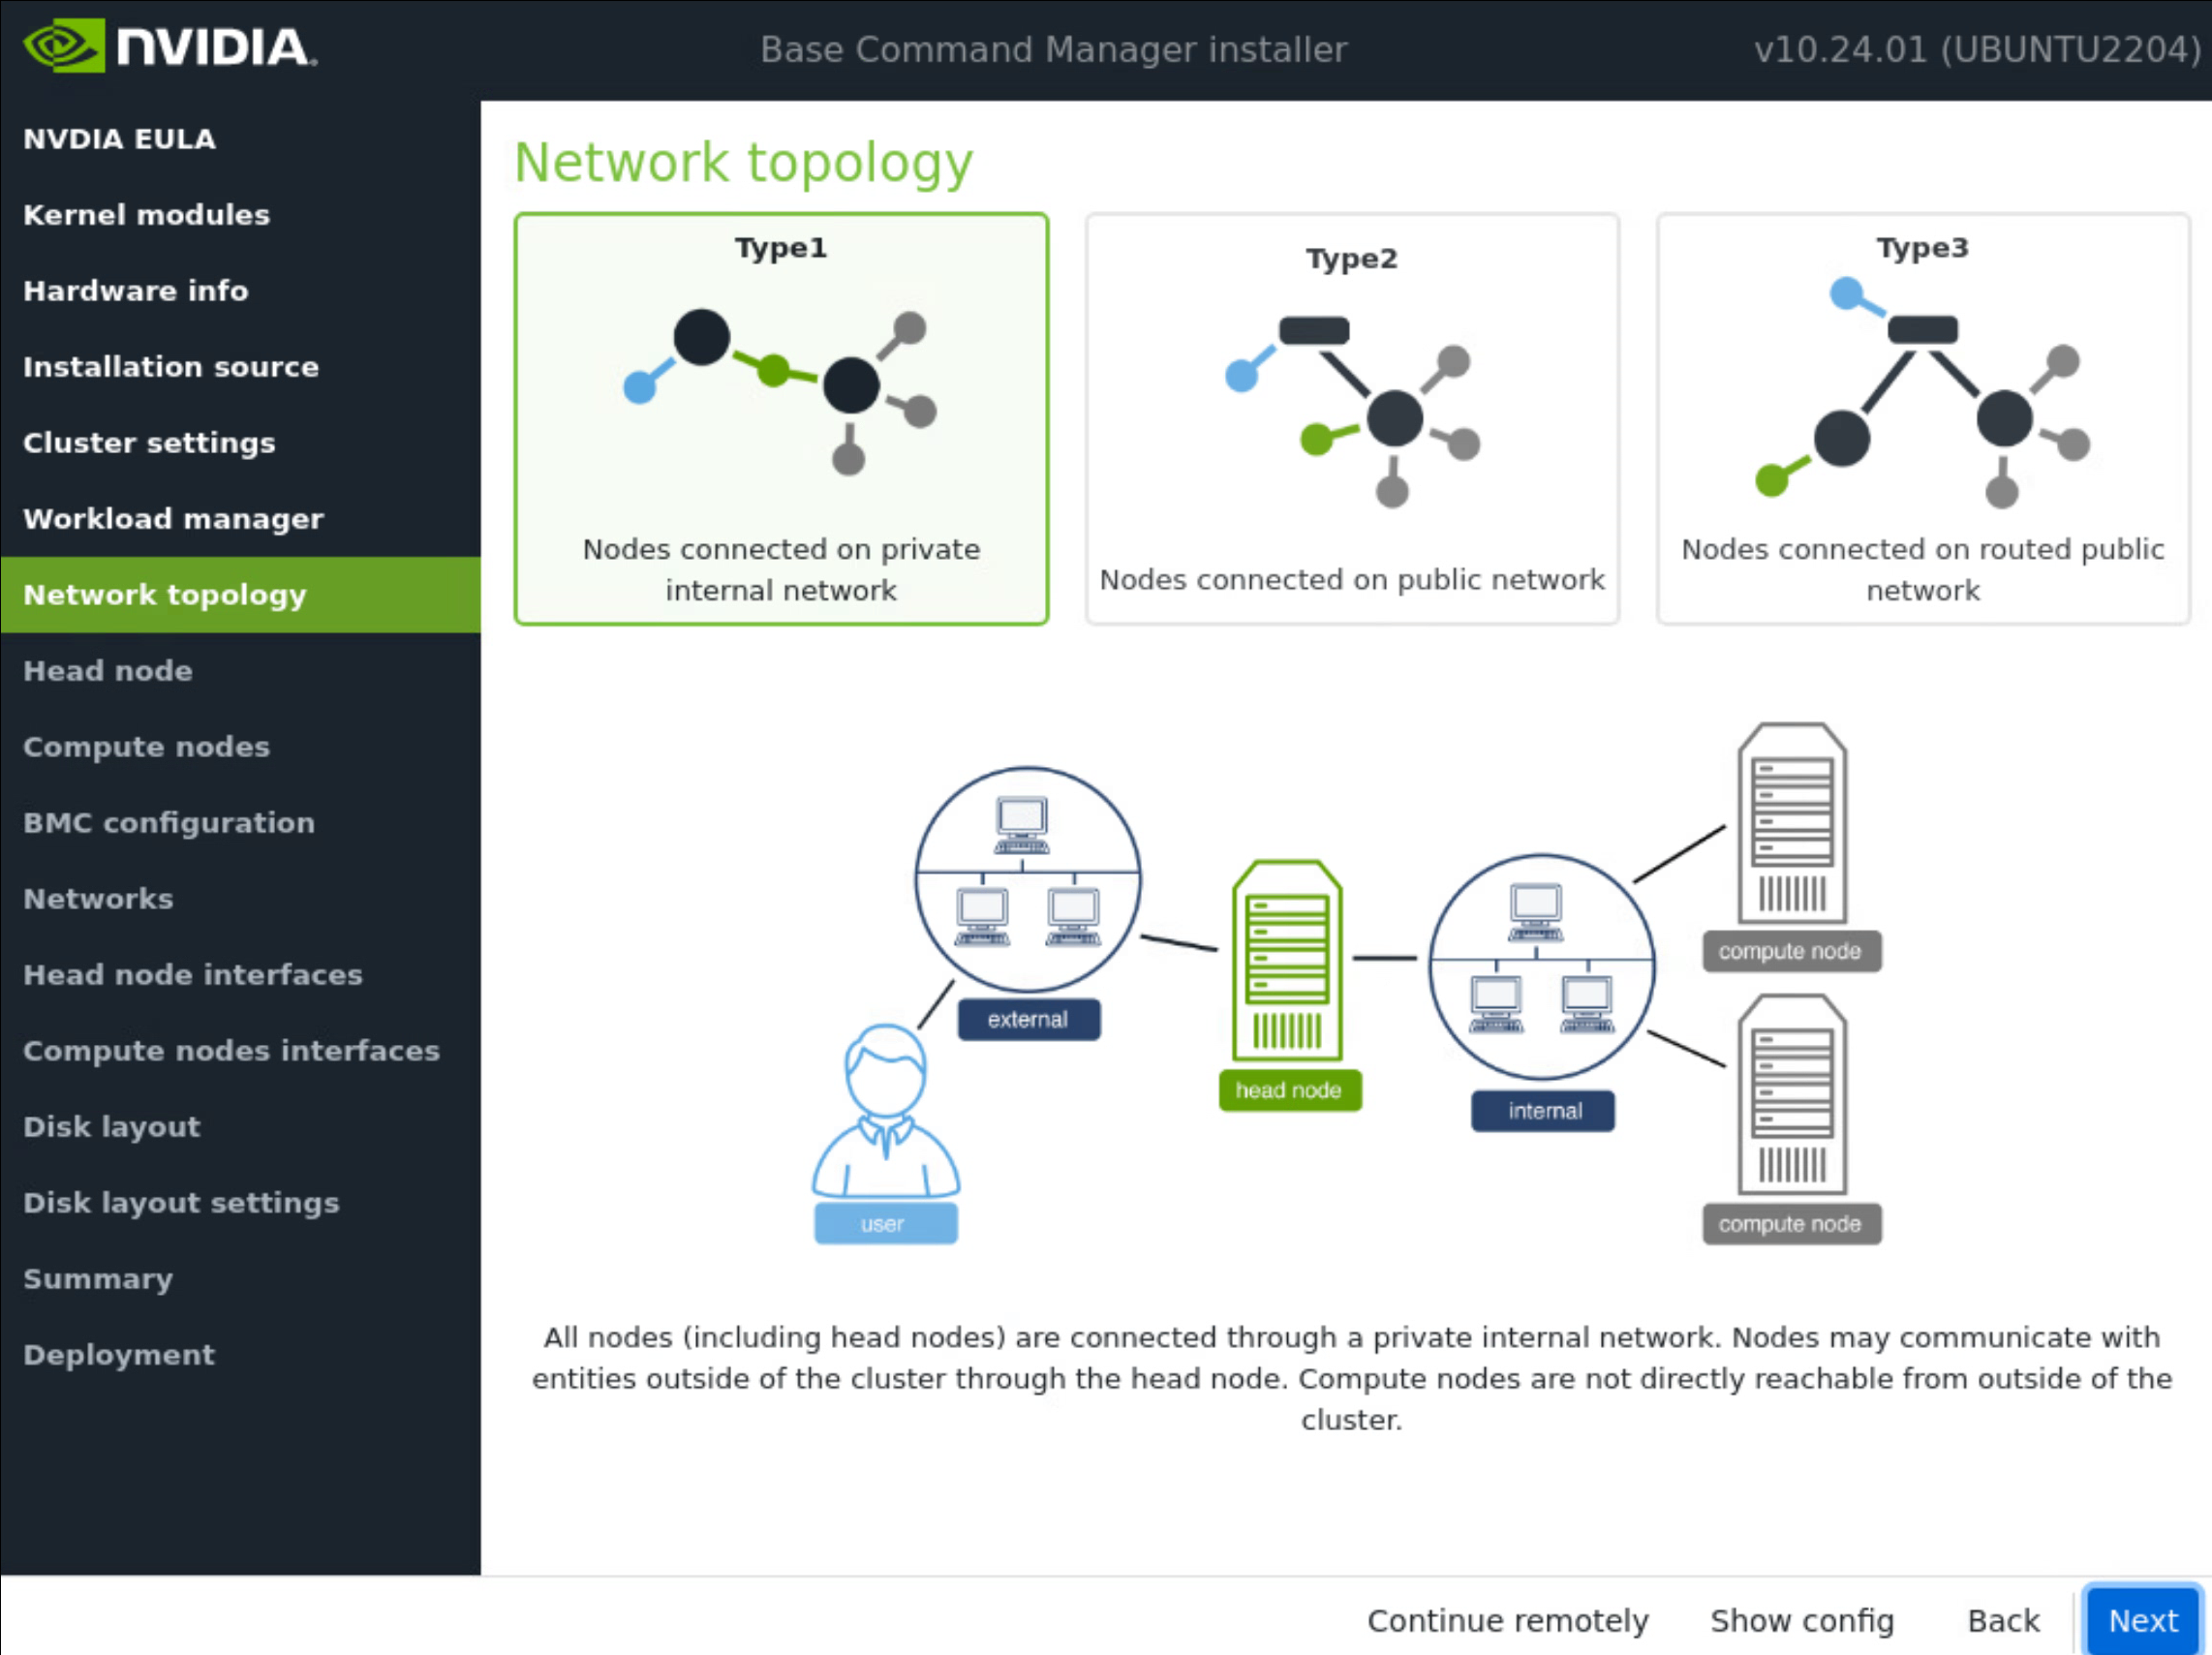 NVIDIA.
Base Command Manager installer
v10.24.01 (UBUNTU2204)
NVDIA EULA
Kernel modules
Hardware info
Installation source
Cluster settings
Workload manager
Network topology
Head node
Compute nodes
BMC configuration
Networks
Head node interfaces
Compute nodes interfaces
Disk layout
Disk layout settings
Summary
Deployment
Network topology
Type1
Nodes connected on private
internal network
Type2
Nodes connected on public network
Type3
Nodes connected on routed public
network
external
user
head node
internal
compute node
compute node
All nodes (including head nodes) are connected through a private internal network. Nodes may communicate with
entities outside of the cluster through the head node. Compute nodes are not directly reachable from outside of the
cluster.
Continue remotely
Show config
Back
Next